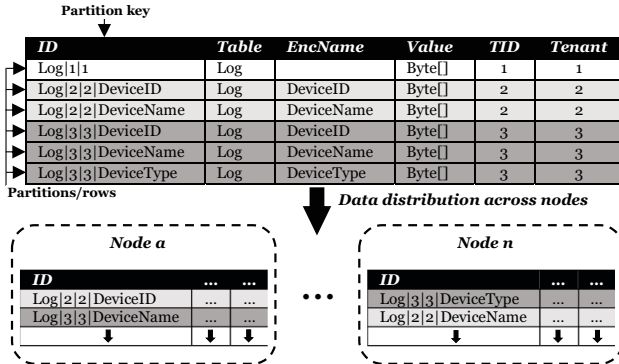 Partition key
ID Table EncName Value TID Tenant
Log|1|1 Log Byte[] 1 1
Log|2|2|DeviceID Log DeviceID Byte[] 2 2
Log|2|2|DeviceName Log DeviceName Byte[] 2 2
Log|3|3|DeviceID Log DeviceID Byte[] 3 3
Log|3|3|DeviceName Log DeviceName Byte[] 3 3
Log|3|3|DeviceType Log DeviceType Byte[] 3 3
Partitions/rows
Data distribution across nodes
Node a
ID ... ...
Log|2|2|DeviceID ... ...
Log|3|3|DeviceName ... ...
...
Node n
ID ... ...
Log|3|3|DeviceType ... ...
Log|2|2|DeviceName ... ...